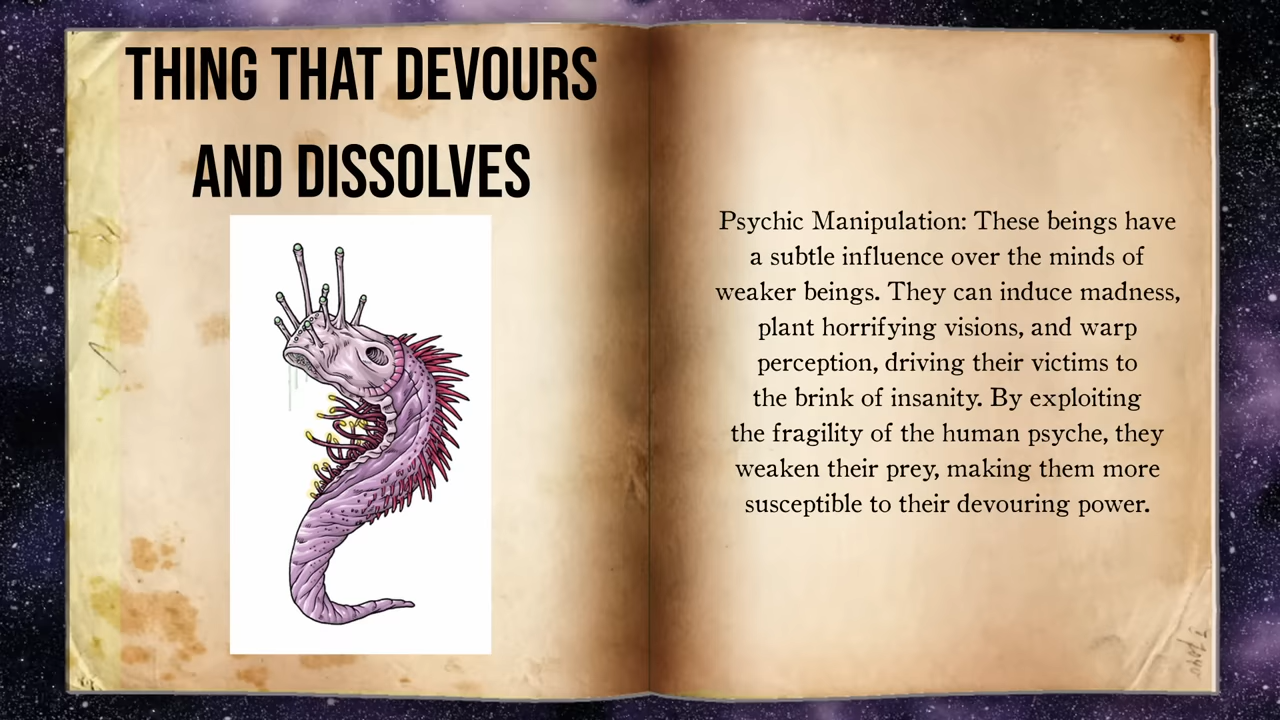 THING THAT DEVOURS
AND DISSOLVES
Psychic Manipulation: These beings have
a subtle influence over the minds of
weaker beings. They can induce madness,
plant horrifying visions, and warp
perception, driving their victims to
the brink of insanity. By exploiting
the fragility of the human psyche, they
weaken their prey, making them more
susceptible to their devouring power.